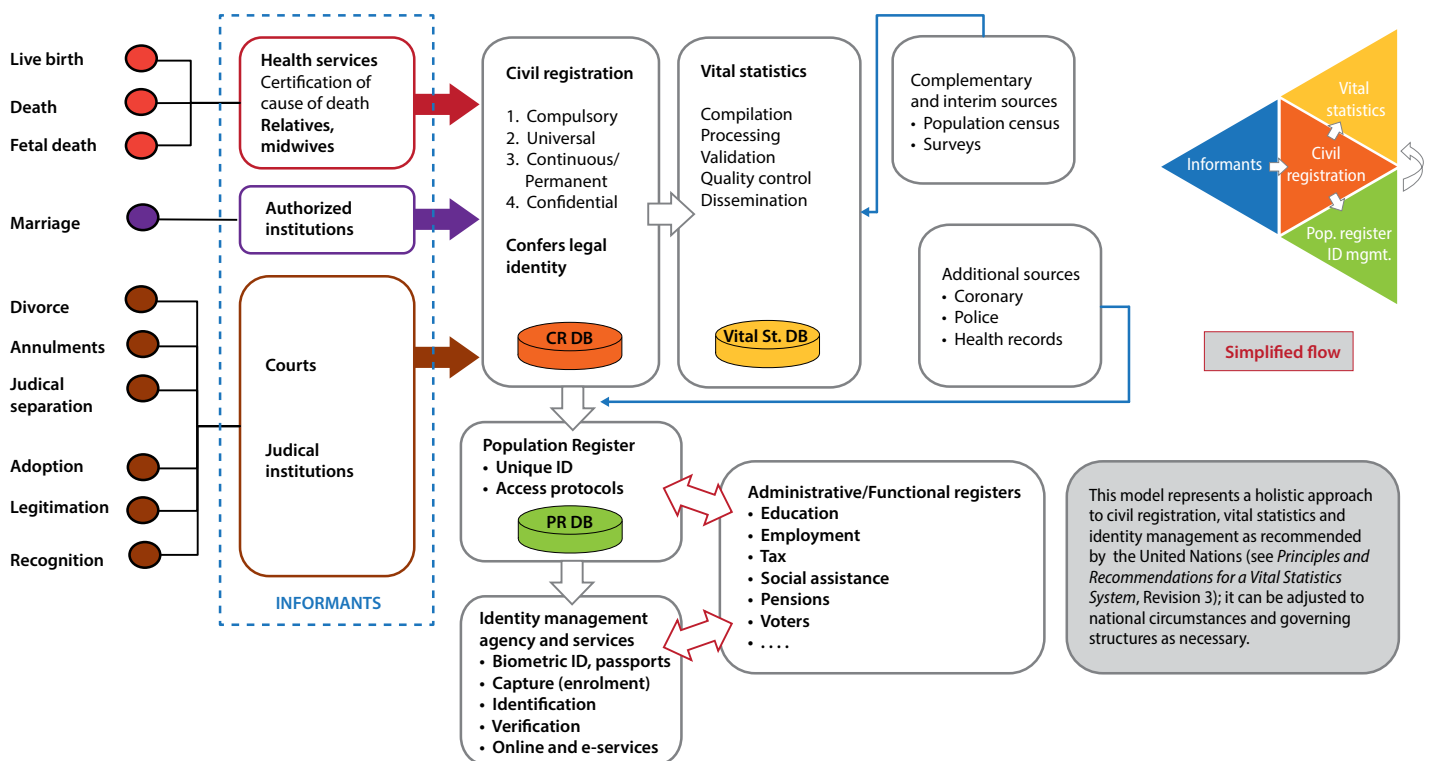 Live birth
Death
Fetal death
Marriage
Divorce
Annulments
Judical
separation
Adoption
Legitimation
Recognition
Health services
Certification of
cause of death
Relatives,
midwives
Authorized
institutions
Courts
Judical
institutions
INFORMANTS
Civil registration
1. Compulsory
2. Universal
3. Continuous/
Permanent
4. Confidential
Confers legal
identity
CR DB
Vital statistics
Compilation
Processing
Validation
Quality control
Dissemination
Vital St. DB
Complementary
and interim sources
• Population census
• Surveys
Additional sources
• Coronary
• Police
• Health records
Population Register
• Unique ID
• Access protocols
PR DB
Identity management
agency and services
• Biometric ID, passports
• Capture (enrolment)
• Identification
• Verification
• Online and e-services
Administrative/Functional registers
• Education
• Employment
• Tax
• Social assistance
• Pensions
• Voters
• . . . .
Vital
statistics
Informants
Civil
registration
Pop. register
ID mgmt.
Simplified flow
This model represents a holistic approach
to civil registration, vital statistics and
identity management as recommended
by the United Nations (see Principles and
Recommendations for a Vital Statistics
System, Revision 3); it can be adjusted to
national circumstances and governing
structures as necessary.